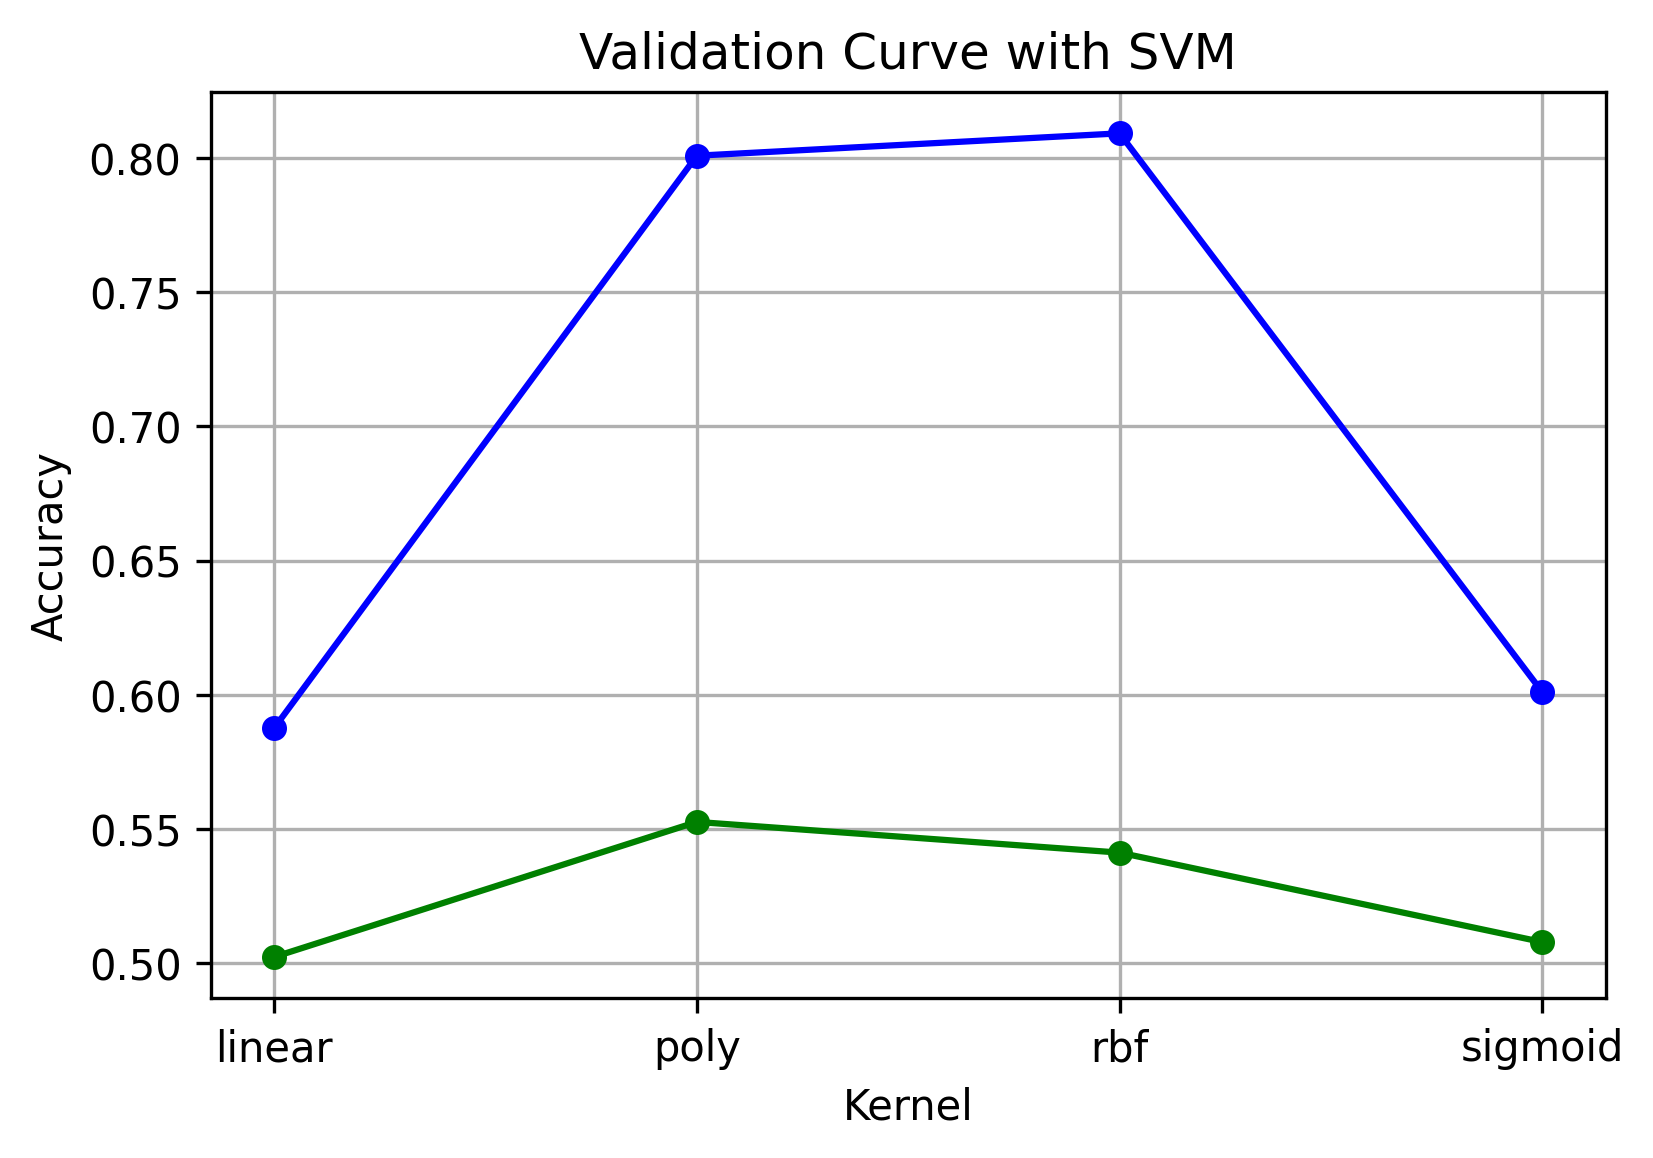 Validation Curve with SVM
Accuracy
0.80
0.75
0.70
0.65
0.60
0.55
0.50
linear poly rbf sigmoid
Kernel